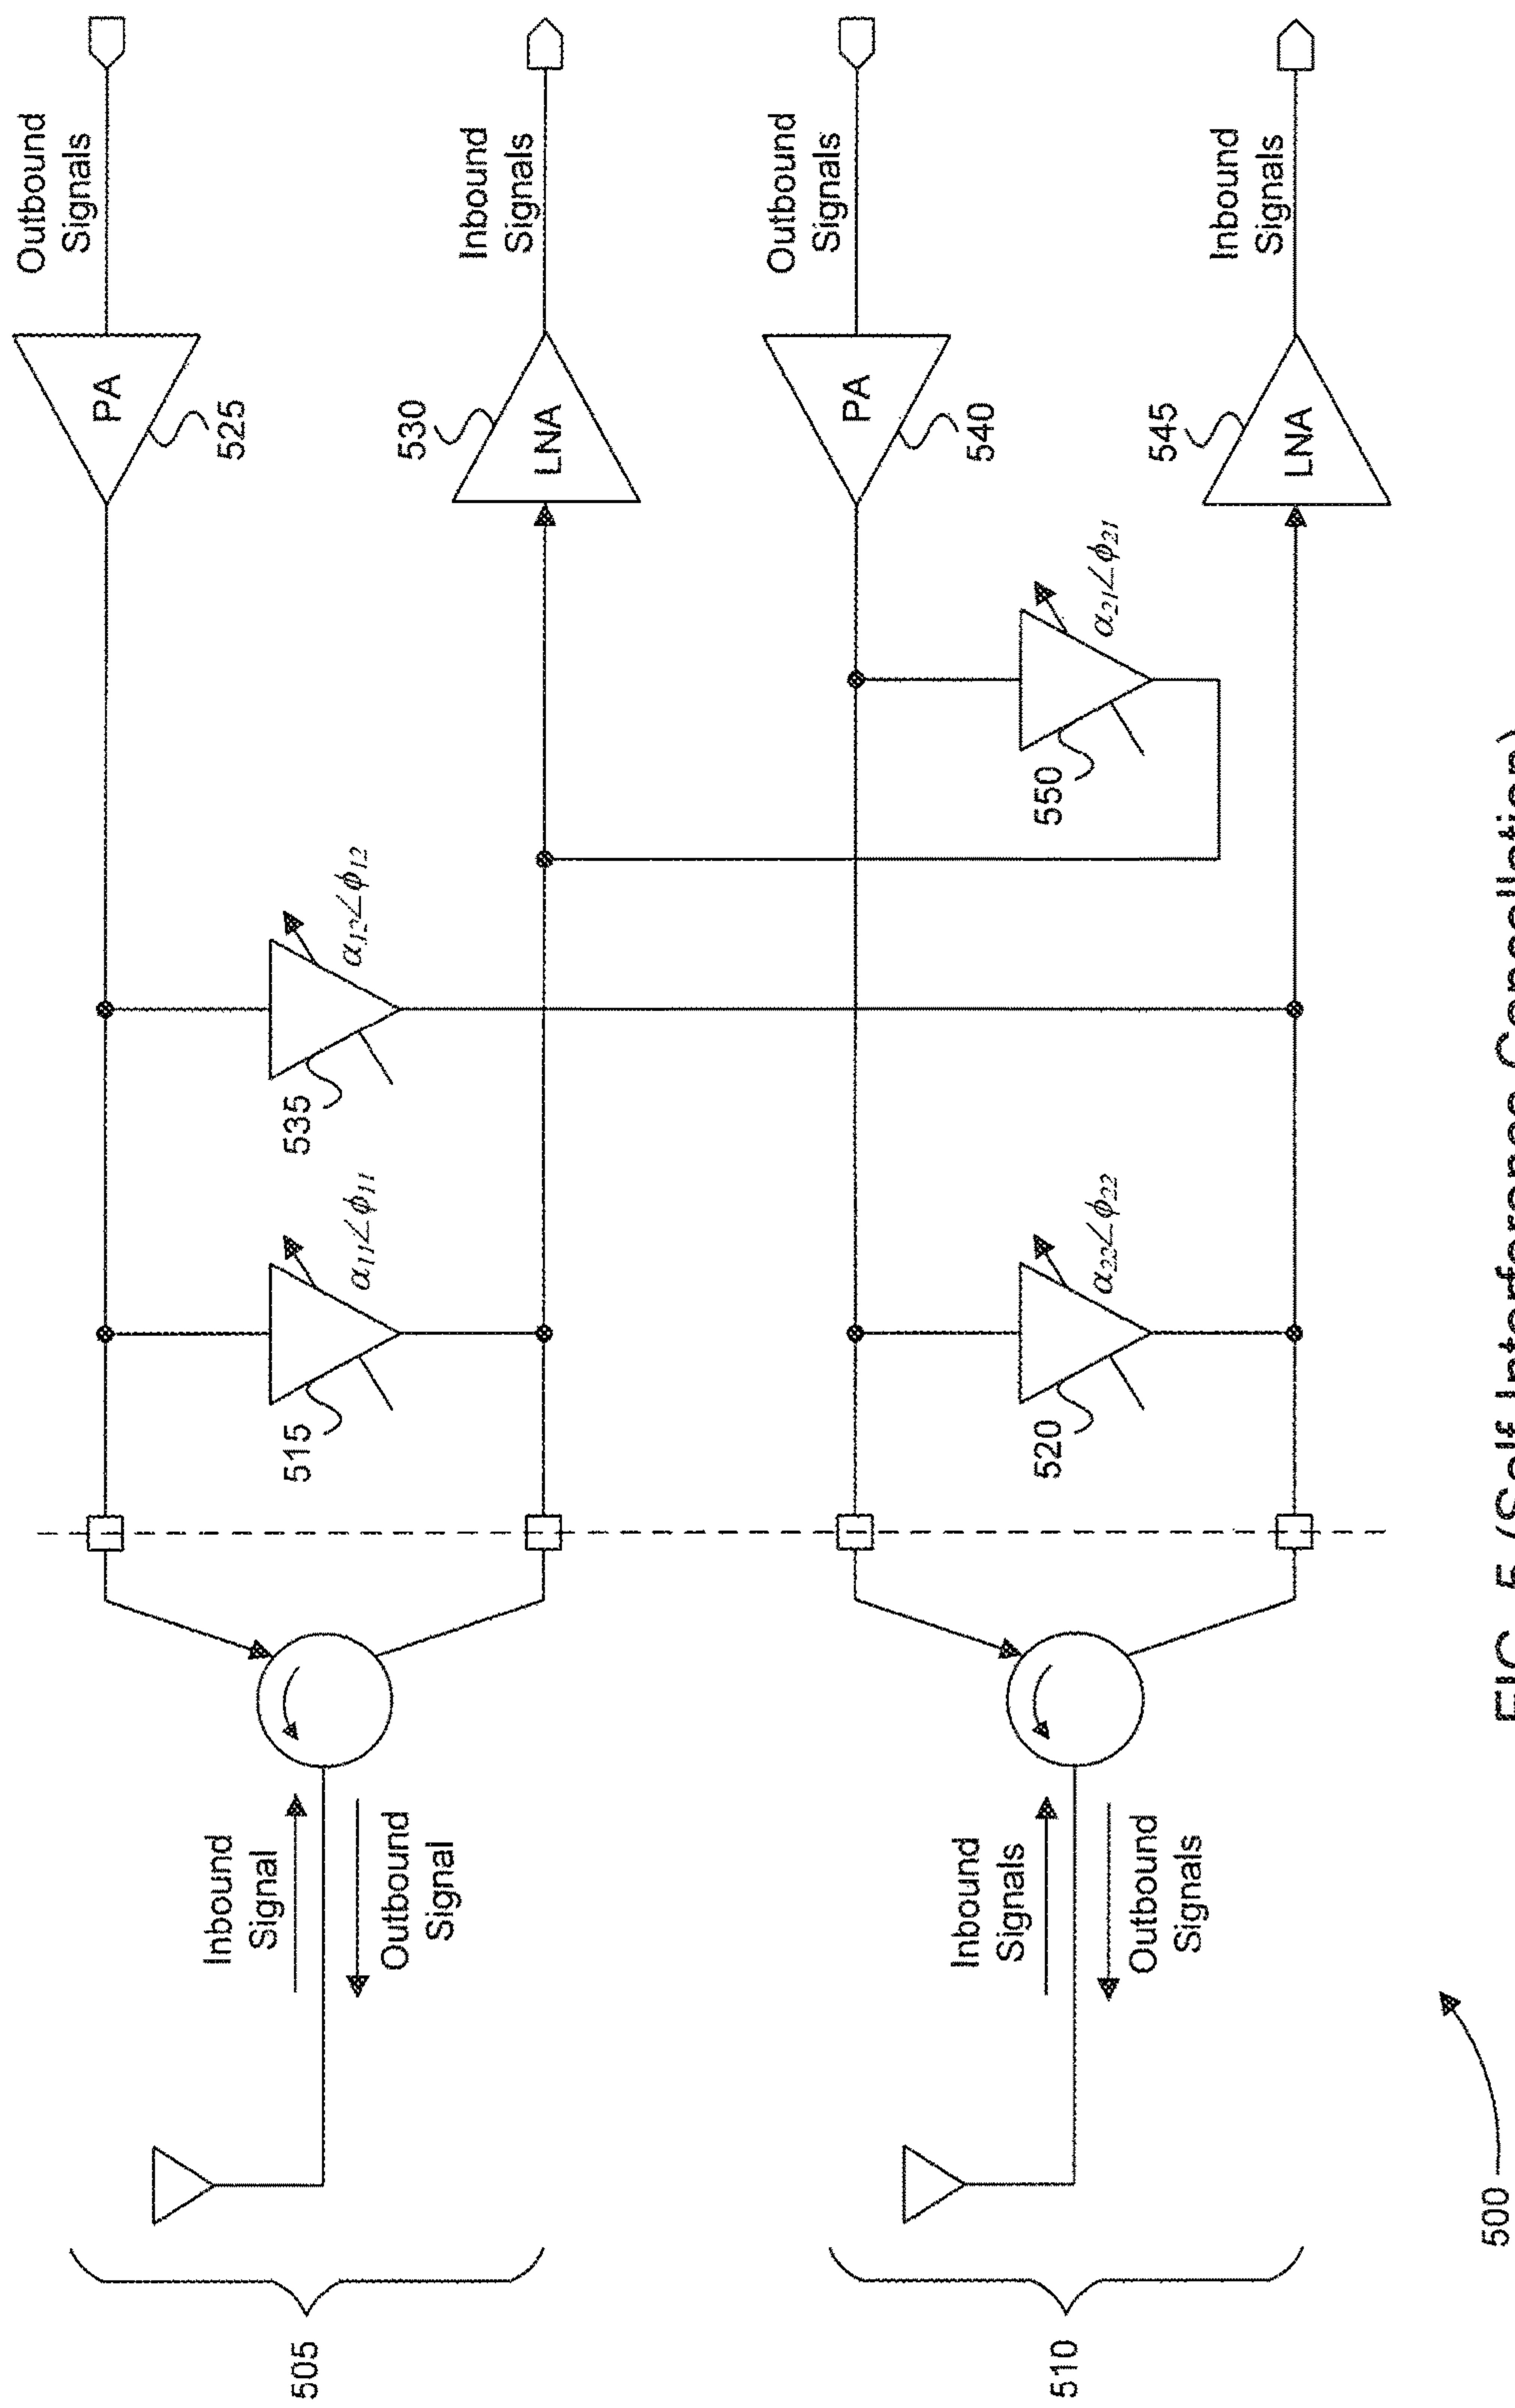 Outbound
Signals
PA
525
Inbound
Signal
505
515
535
α₁₁∠ϕ₁₁
α₁₂∠ϕ₁₂
Outbound
Signal
530
Inbound
Signals
LNA
Outbound
Signals
PA
540
Inbound
Signals
510
520
550
α₂₂∠ϕ₂₂
α₂₁∠ϕ₂₁
Outbound
Signals
545
Inbound
Signals
LNA
500
FIG. 5 (Self-Interference Cancellation)